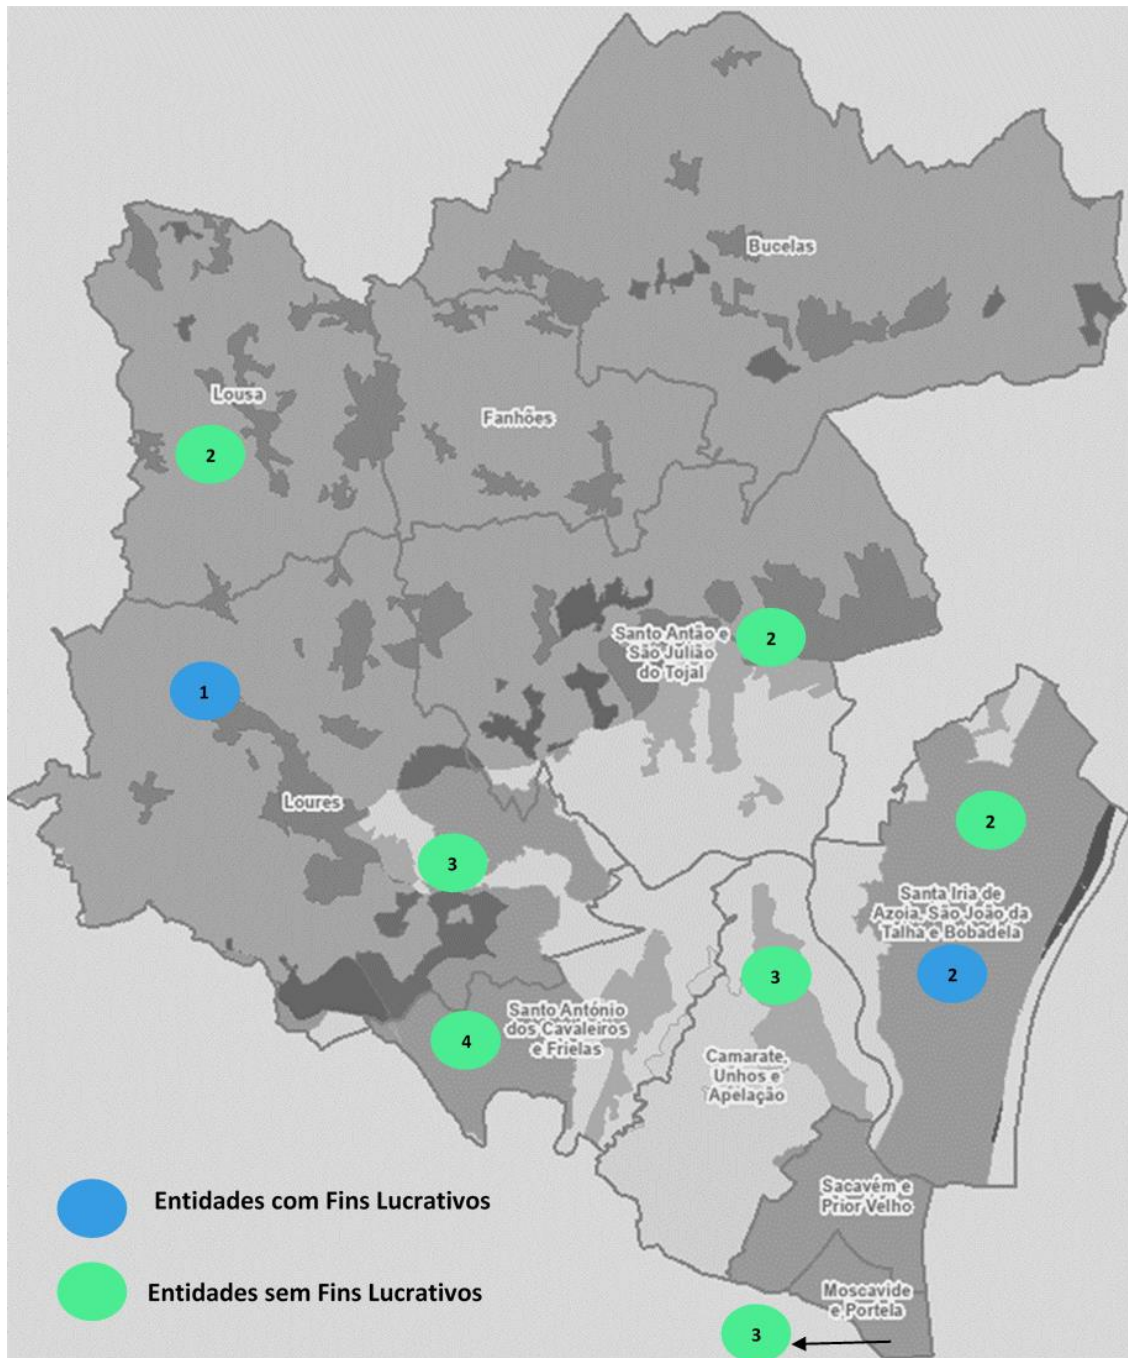 Bucelas
Lousa
Fanhões
2
Santo Antão e
São Julião
do Tojal
2
1
Loures
3
2
Santa Iria de
Azoia, São João da
Talha e Bobadela
2
3
Santo António
dos Cavaleiros
e Frielas
4
Camarate,
Unhos e
Apelação
Sacavém e
Prior Velho
Moscavide
e Portela
3
Entidades com Fins Lucrativos
Entidades sem Fins Lucrativos